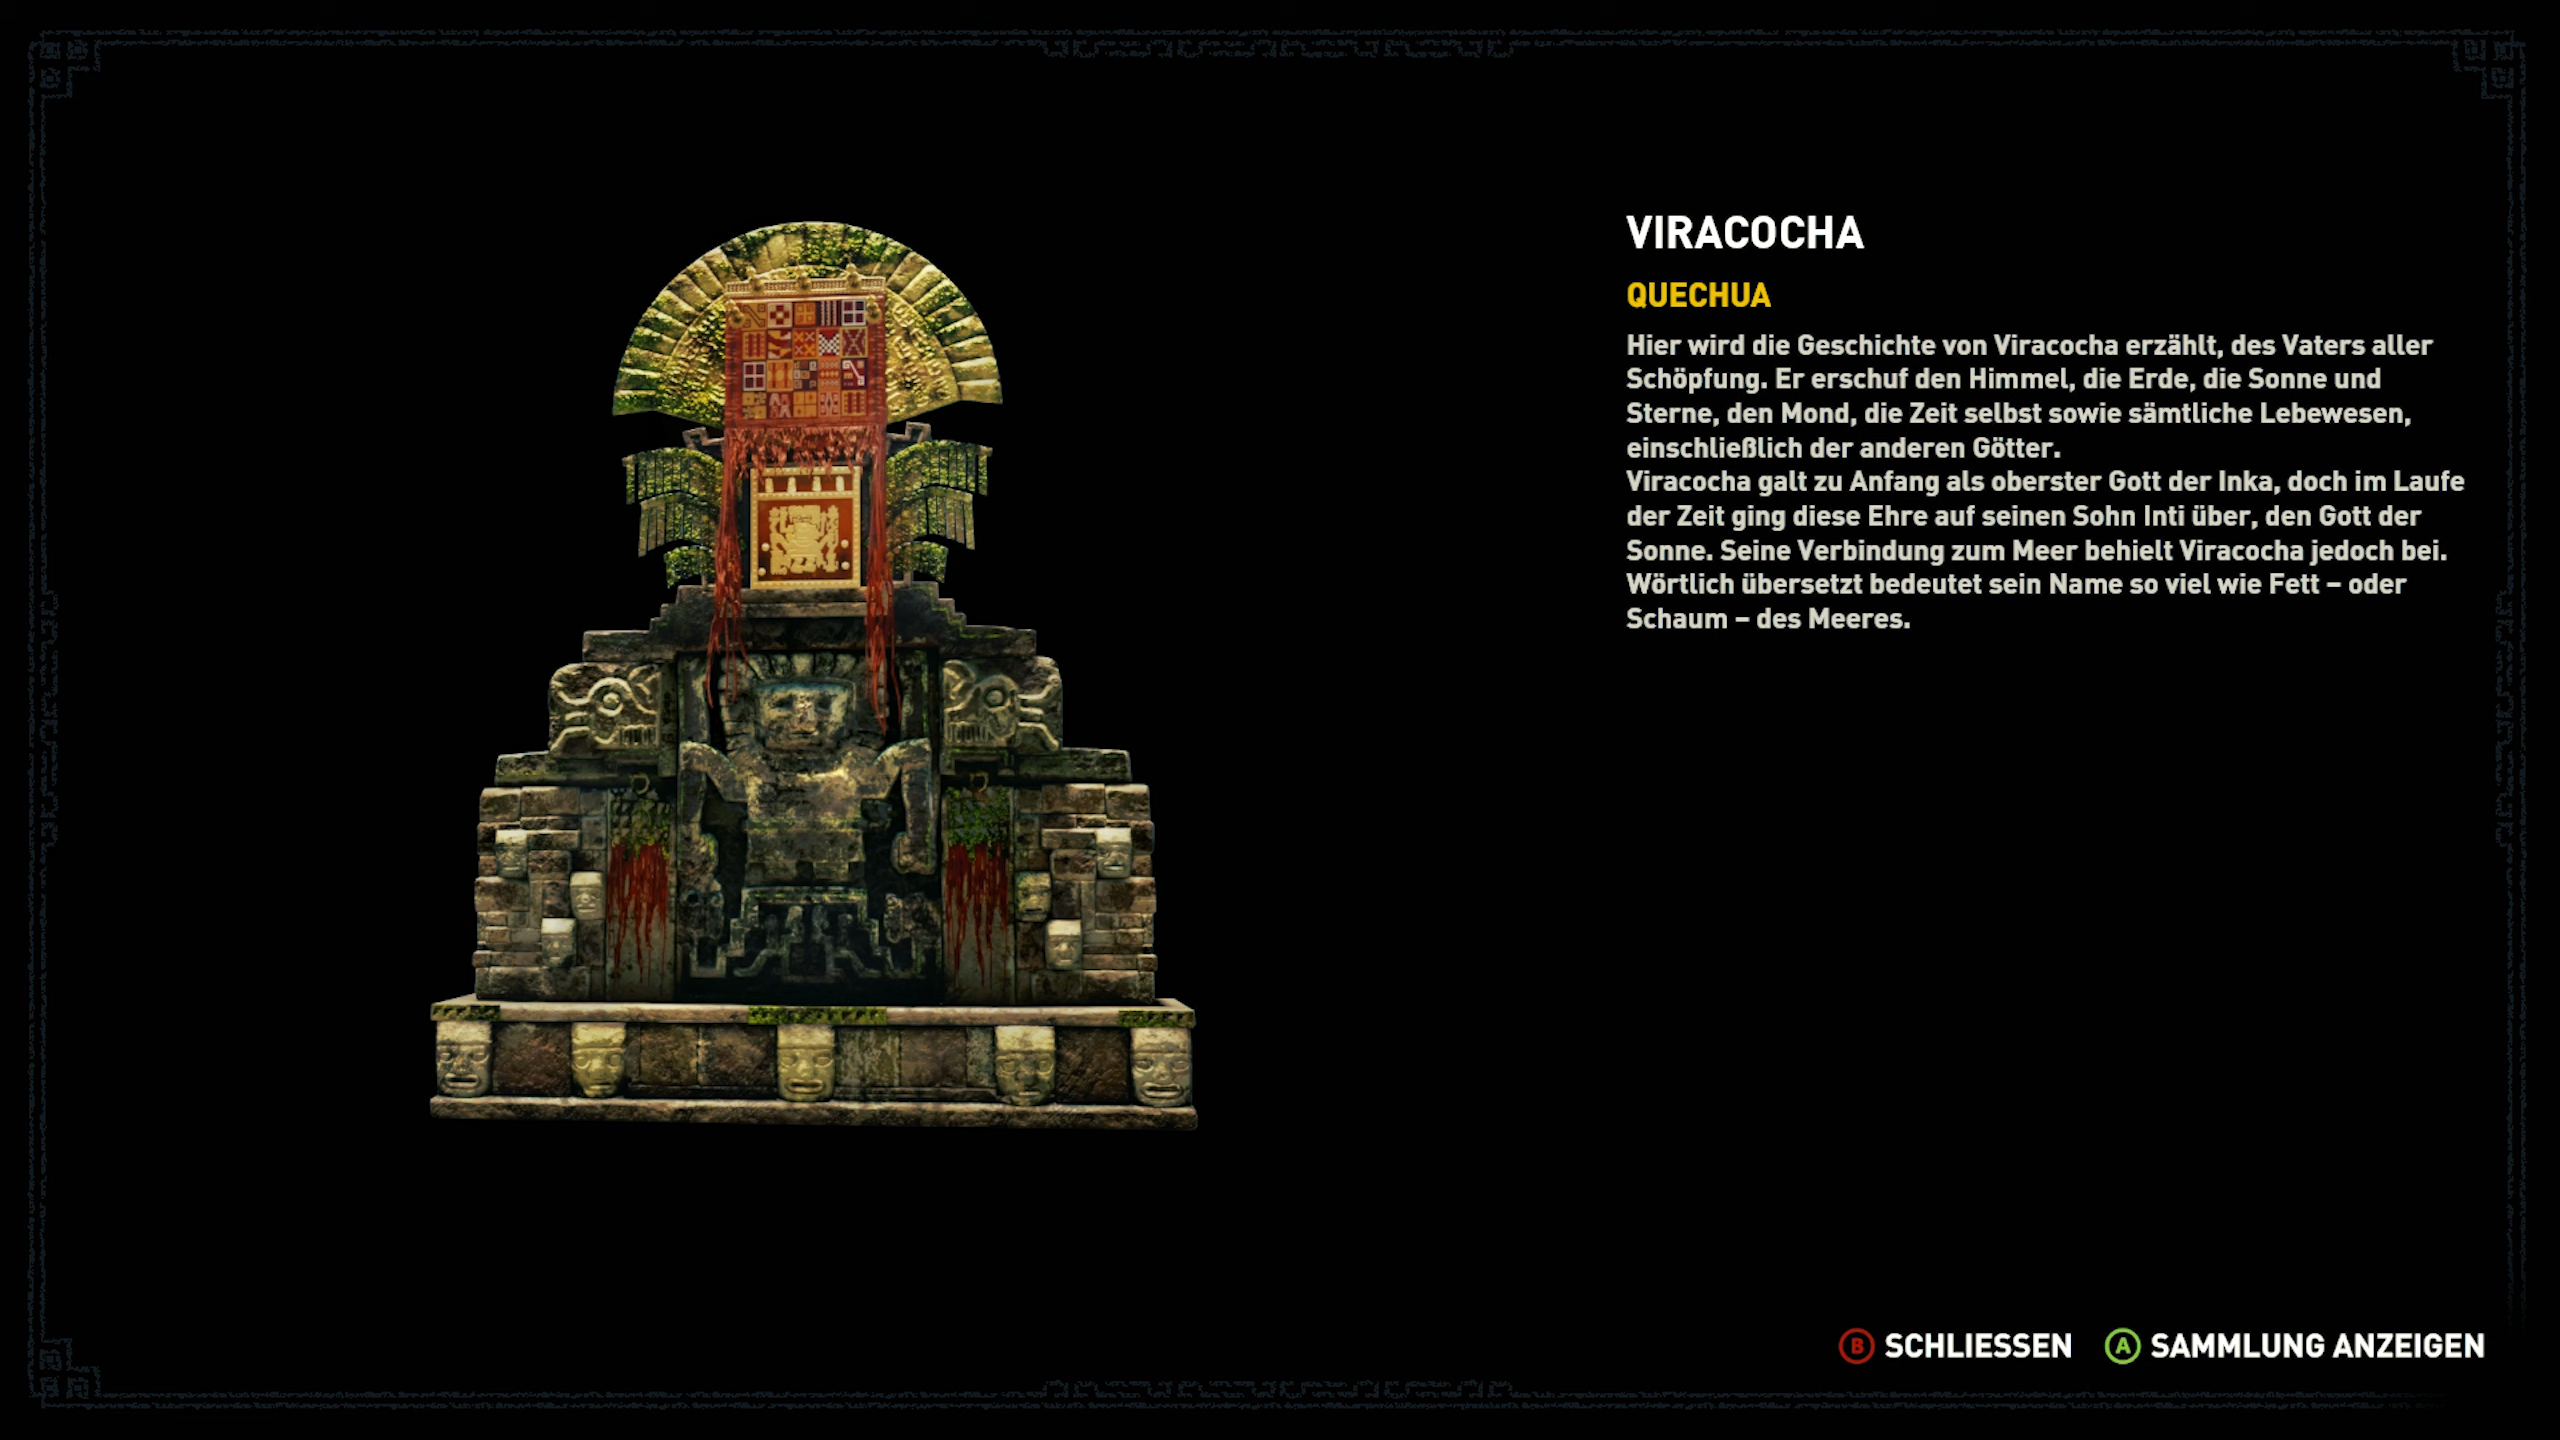 VIRACOCHA
QUECHUA
Hier wird die Geschichte von Viracocha erzählt, des Vaters aller
Schöpfung. Er erschuf den Himmel, die Erde, die Sonne und
Sterne, den Mond, die Zeit selbst sowie sämtliche Lebewesen,
einschließlich der anderen Götter.
Viracocha galt zu Anfang als oberster Gott der Inka, doch im Laufe
der Zeit ging diese Ehre auf seinen Sohn Inti über, den Gott der
Sonne. Seine Verbindung zum Meer behielt Viracocha jedoch bei.
Wörtlich übersetzt bedeutet sein Name so viel wie Fett – oder
Schaum – des Meeres.
B SCHLIESSEN A SAMMLUNG ANZEIGEN